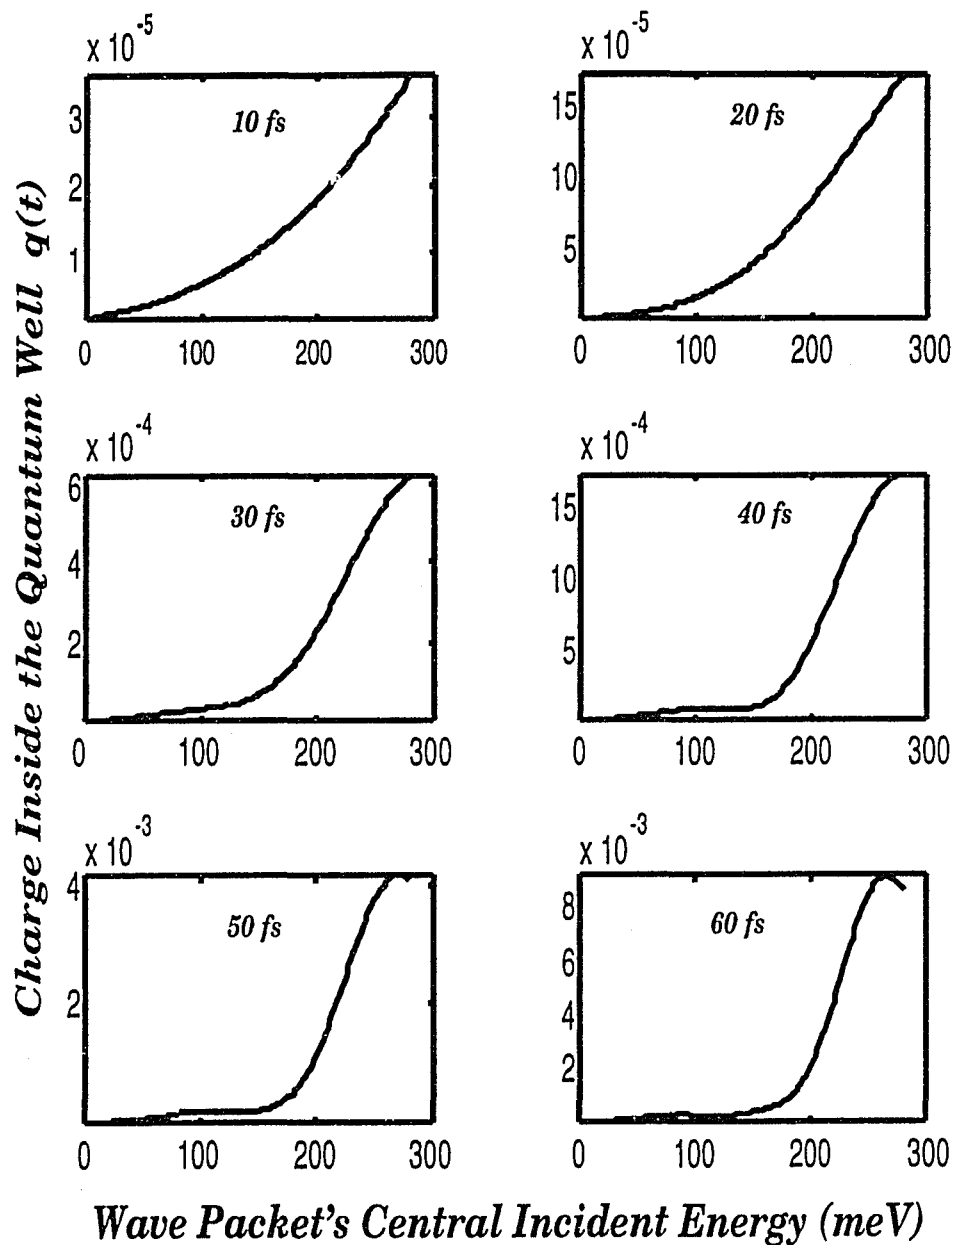 Charge Inside the Quantum Well q(t)
x 10^-5
10 fs
3
2
1
0 100 200 300
x 10^-5
20 fs
15
10
5
0 100 200 300
x 10^-4
30 fs
6
4
2
0 100 200 300
x 10^-4
40 fs
15
10
5
0 100 200 300
x 10^-3
50 fs
4
2
0 100 200 300
x 10^-3
60 fs
8
6
4
2
0 100 200 300
Wave Packet's Central Incident Energy (meV)